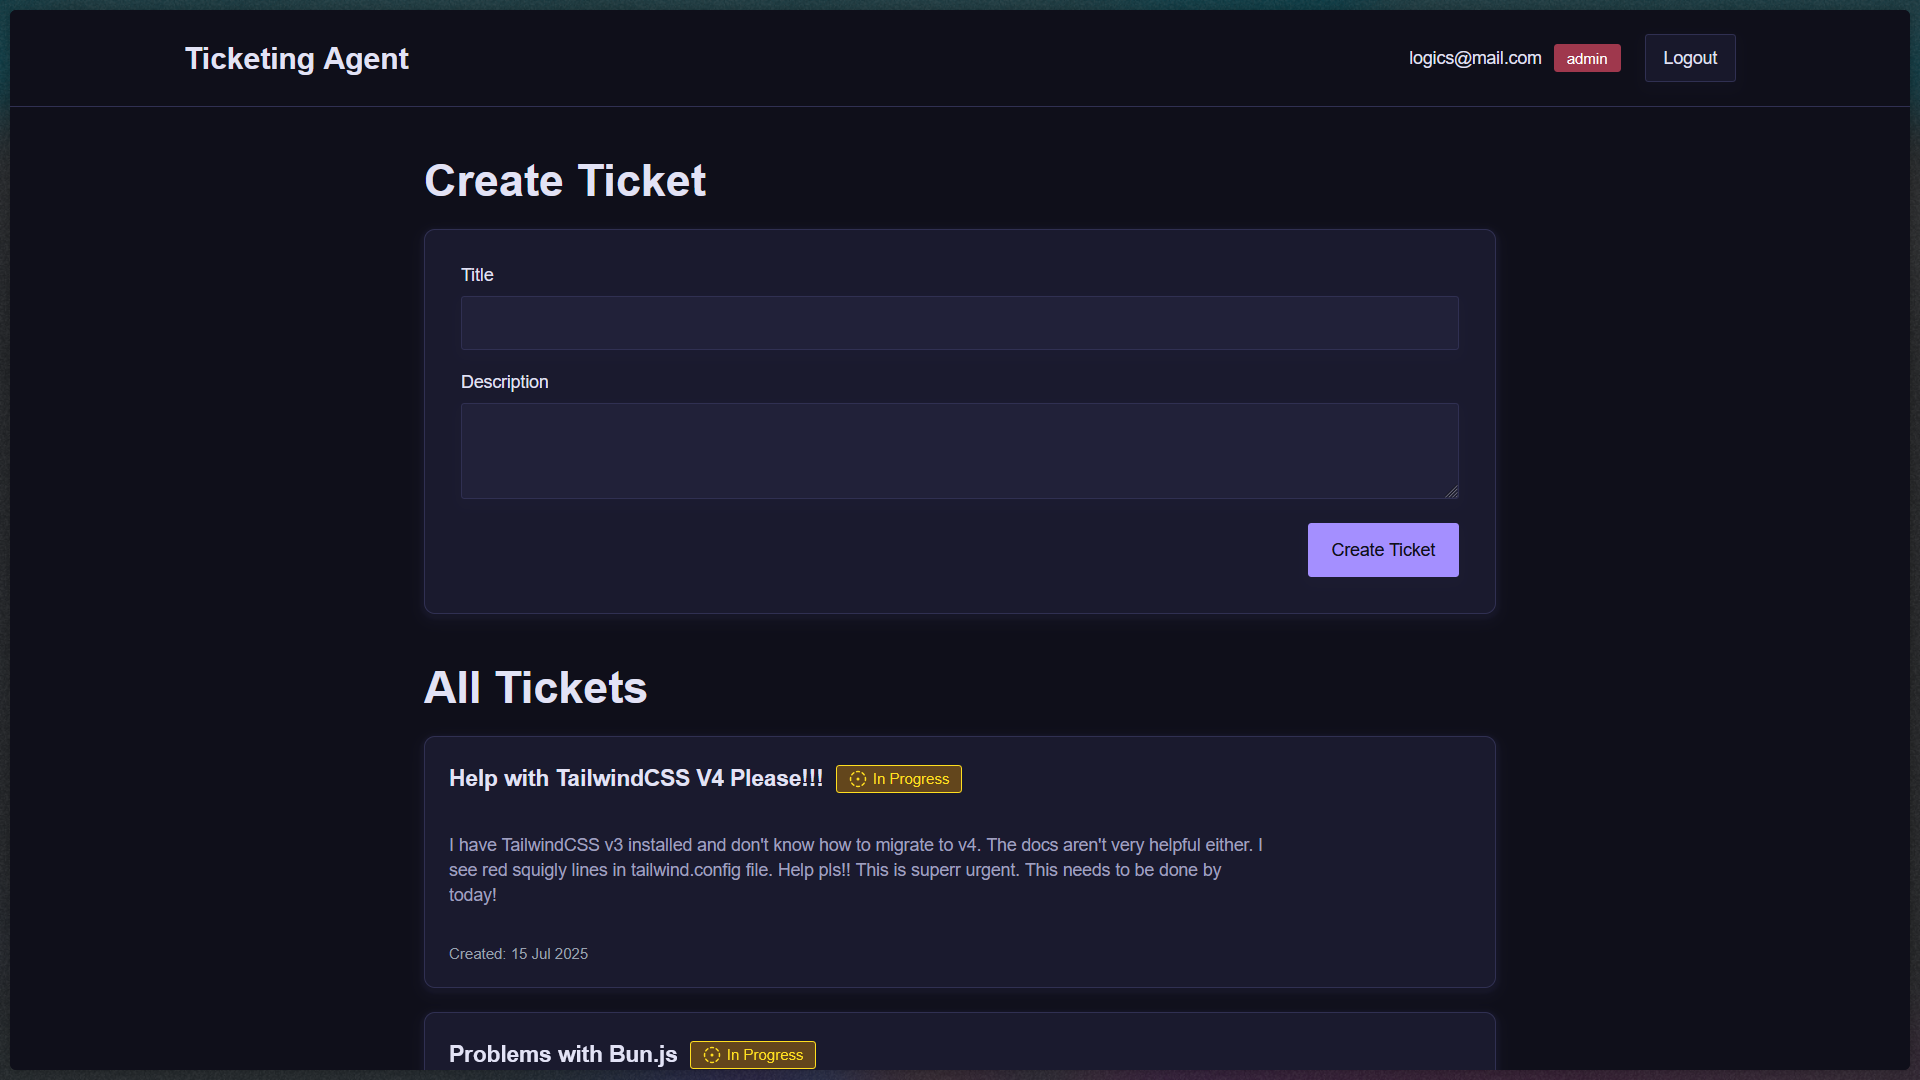 Ticketing Agent
logics@mail.com admin Logout
Create Ticket
Title
Description
Create Ticket
All Tickets
Help with TailwindCSS V4 Please!!! In Progress
I have TailwindCSS v3 installed and don't know how to migrate to v4. The docs aren't very helpful either. I
see red squigly lines in tailwind.config file. Help pls!! This is superr urgent. This needs to be done by
today!
Created: 15 Jul 2025
Problems with Bun.js In Progress